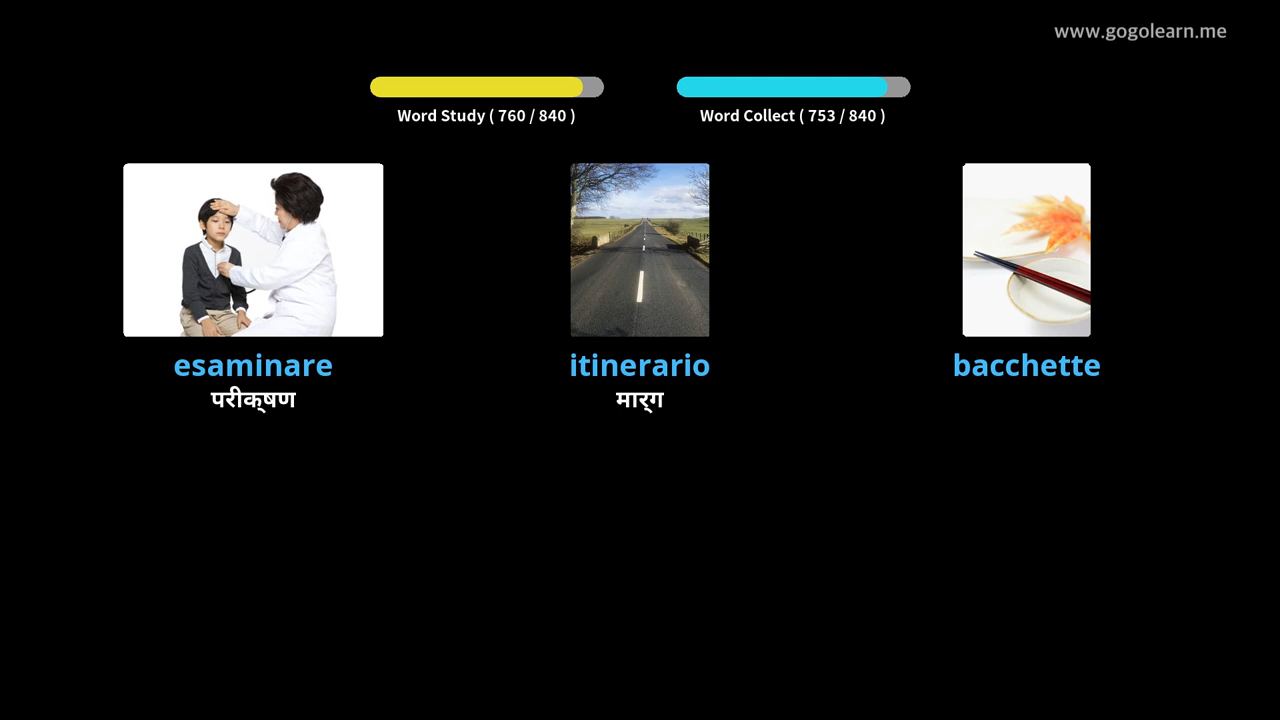 www.gogolearn.me
Word Study ( 760 / 840 )
Word Collect ( 753 / 840 )
esaminare
itinerario
bacchette
परीक्षण
मार्ग